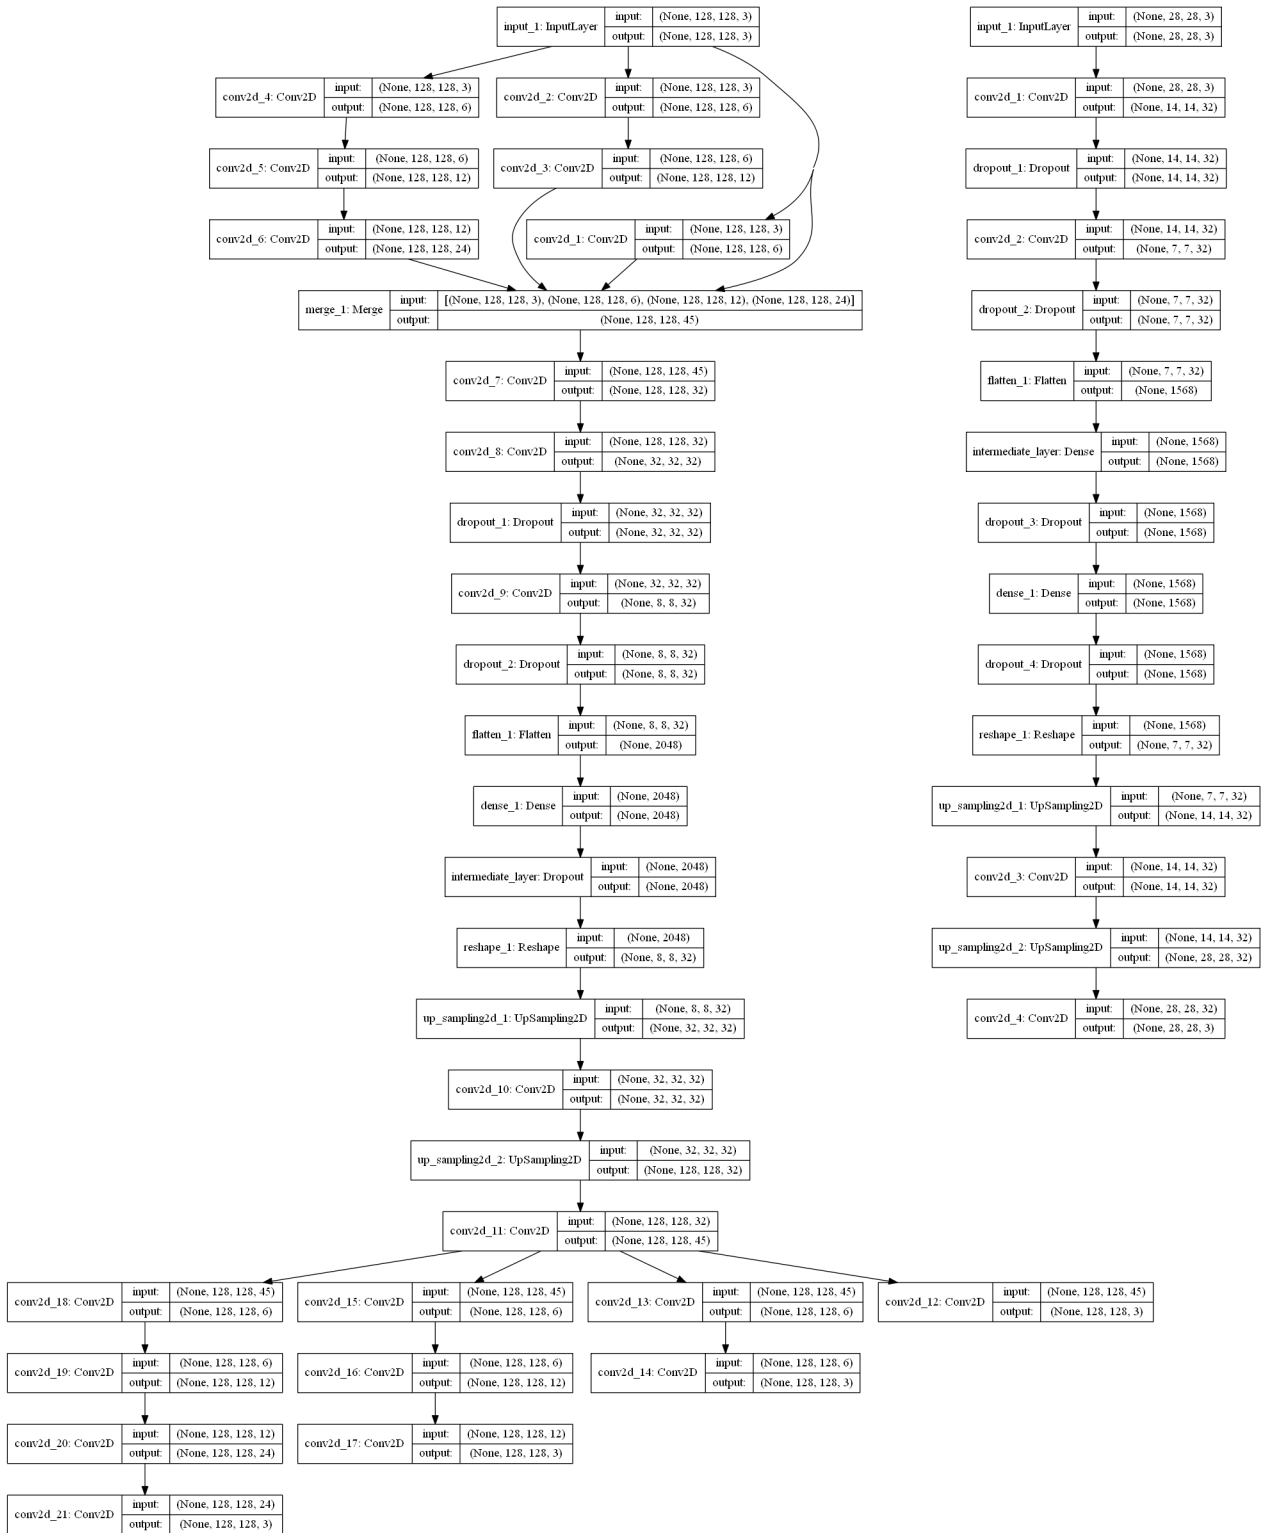 input_1: InputLayer
input: (None, 128, 128, 3)
output: (None, 128, 128, 3)
conv2d_4: Conv2D
input: (None, 128, 128, 3)
output: (None, 128, 128, 6)
conv2d_2: Conv2D
input: (None, 128, 128, 3)
output: (None, 128, 128, 6)
conv2d_5: Conv2D
input: (None, 128, 128, 6)
output: (None, 128, 128, 12)
conv2d_3: Conv2D
input: (None, 128, 128, 6)
output: (None, 128, 128, 12)
conv2d_6: Conv2D
input: (None, 128, 128, 12)
output: (None, 128, 128, 24)
conv2d_1: Conv2D
input: (None, 128, 128, 3)
output: (None, 128, 128, 6)
merge_1: Merge
input: [(None, 128, 128, 3), (None, 128, 128, 6), (None, 128, 128, 12), (None, 128, 128, 24)]
output: (None, 128, 128, 45)
conv2d_7: Conv2D
input: (None, 128, 128, 45)
output: (None, 128, 128, 32)
conv2d_8: Conv2D
input: (None, 128, 128, 32)
output: (None, 32, 32, 32)
dropout_1: Dropout
input: (None, 32, 32, 32)
output: (None, 32, 32, 32)
conv2d_9: Conv2D
input: (None, 32, 32, 32)
output: (None, 8, 8, 32)
dropout_2: Dropout
input: (None, 8, 8, 32)
output: (None, 8, 8, 32)
flatten_1: Flatten
input: (None, 8, 8, 32)
output: (None, 2048)
dense_1: Dense
input: (None, 2048)
output: (None, 2048)
intermediate_layer: Dropout
input: (None, 2048)
output: (None, 2048)
reshape_1: Reshape
input: (None, 2048)
output: (None, 8, 8, 32)
up_sampling2d_1: UpSampling2D
input: (None, 8, 8, 32)
output: (None, 32, 32, 32)
conv2d_10: Conv2D
input: (None, 32, 32, 32)
output: (None, 32, 32, 32)
up_sampling2d_2: UpSampling2D
input: (None, 32, 32, 32)
output: (None, 128, 128, 32)
conv2d_11: Conv2D
input: (None, 128, 128, 32)
output: (None, 128, 128, 45)
conv2d_18: Conv2D
input: (None, 128, 128, 45)
output: (None, 128, 128, 6)
conv2d_15: Conv2D
input: (None, 128, 128, 45)
output: (None, 128, 128, 6)
conv2d_13: Conv2D
input: (None, 128, 128, 45)
output: (None, 128, 128, 6)
conv2d_12: Conv2D
input: (None, 128, 128, 45)
output: (None, 128, 128, 3)
conv2d_19: Conv2D
input: (None, 128, 128, 6)
output: (None, 128, 128, 12)
conv2d_16: Conv2D
input: (None, 128, 128, 6)
output: (None, 128, 128, 12)
conv2d_14: Conv2D
input: (None, 128, 128, 6)
output: (None, 128, 128, 3)
conv2d_20: Conv2D
input: (None, 128, 128, 12)
output: (None, 128, 128, 24)
conv2d_17: Conv2D
input: (None, 128, 128, 12)
output: (None, 128, 128, 3)
conv2d_21: Conv2D
input: (None, 128, 128, 24)
output: (None, 128, 128, 3)
input_1: InputLayer
input: (None, 28, 28, 3)
output: (None, 28, 28, 3)
conv2d_1: Conv2D
input: (None, 28, 28, 3)
output: (None, 14, 14, 32)
dropout_1: Dropout
input: (None, 14, 14, 32)
output: (None, 14, 14, 32)
conv2d_2: Conv2D
input: (None, 14, 14, 32)
output: (None, 7, 7, 32)
dropout_2: Dropout
input: (None, 7, 7, 32)
output: (None, 7, 7, 32)
flatten_1: Flatten
input: (None, 7, 7, 32)
output: (None, 1568)
intermediate_layer: Dense
input: (None, 1568)
output: (None, 1568)
dropout_3: Dropout
input: (None, 1568)
output: (None, 1568)
dense_1: Dense
input: (None, 1568)
output: (None, 1568)
dropout_4: Dropout
input: (None, 1568)
output: (None, 1568)
reshape_1: Reshape
input: (None, 1568)
output: (None, 7, 7, 32)
up_sampling2d_1: UpSampling2D
input: (None, 7, 7, 32)
output: (None, 14, 14, 32)
conv2d_3: Conv2D
input: (None, 14, 14, 32)
output: (None, 14, 14, 32)
up_sampling2d_2: UpSampling2D
input: (None, 14, 14, 32)
output: (None, 28, 28, 32)
conv2d_4: Conv2D
input: (None, 28, 28, 32)
output: (None, 28, 28, 3)